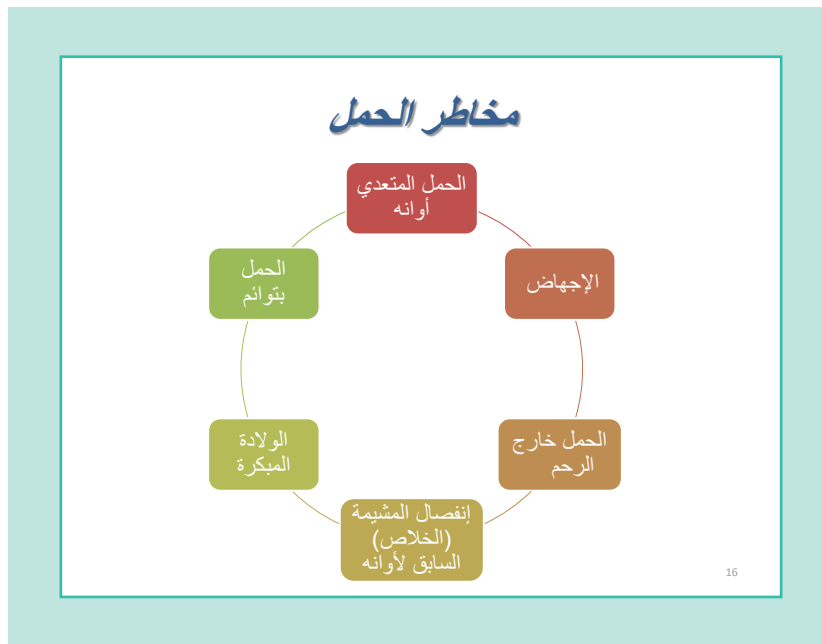 مخاطر الحمل
الحمل المتعدي
أوانه
الإجهاض
الحمل خارج
الرحم
إنفصال المشيمة
(الخلاص)
السابق لأوانه
الولادة
المبكرة
الحمل
بتوائم
16